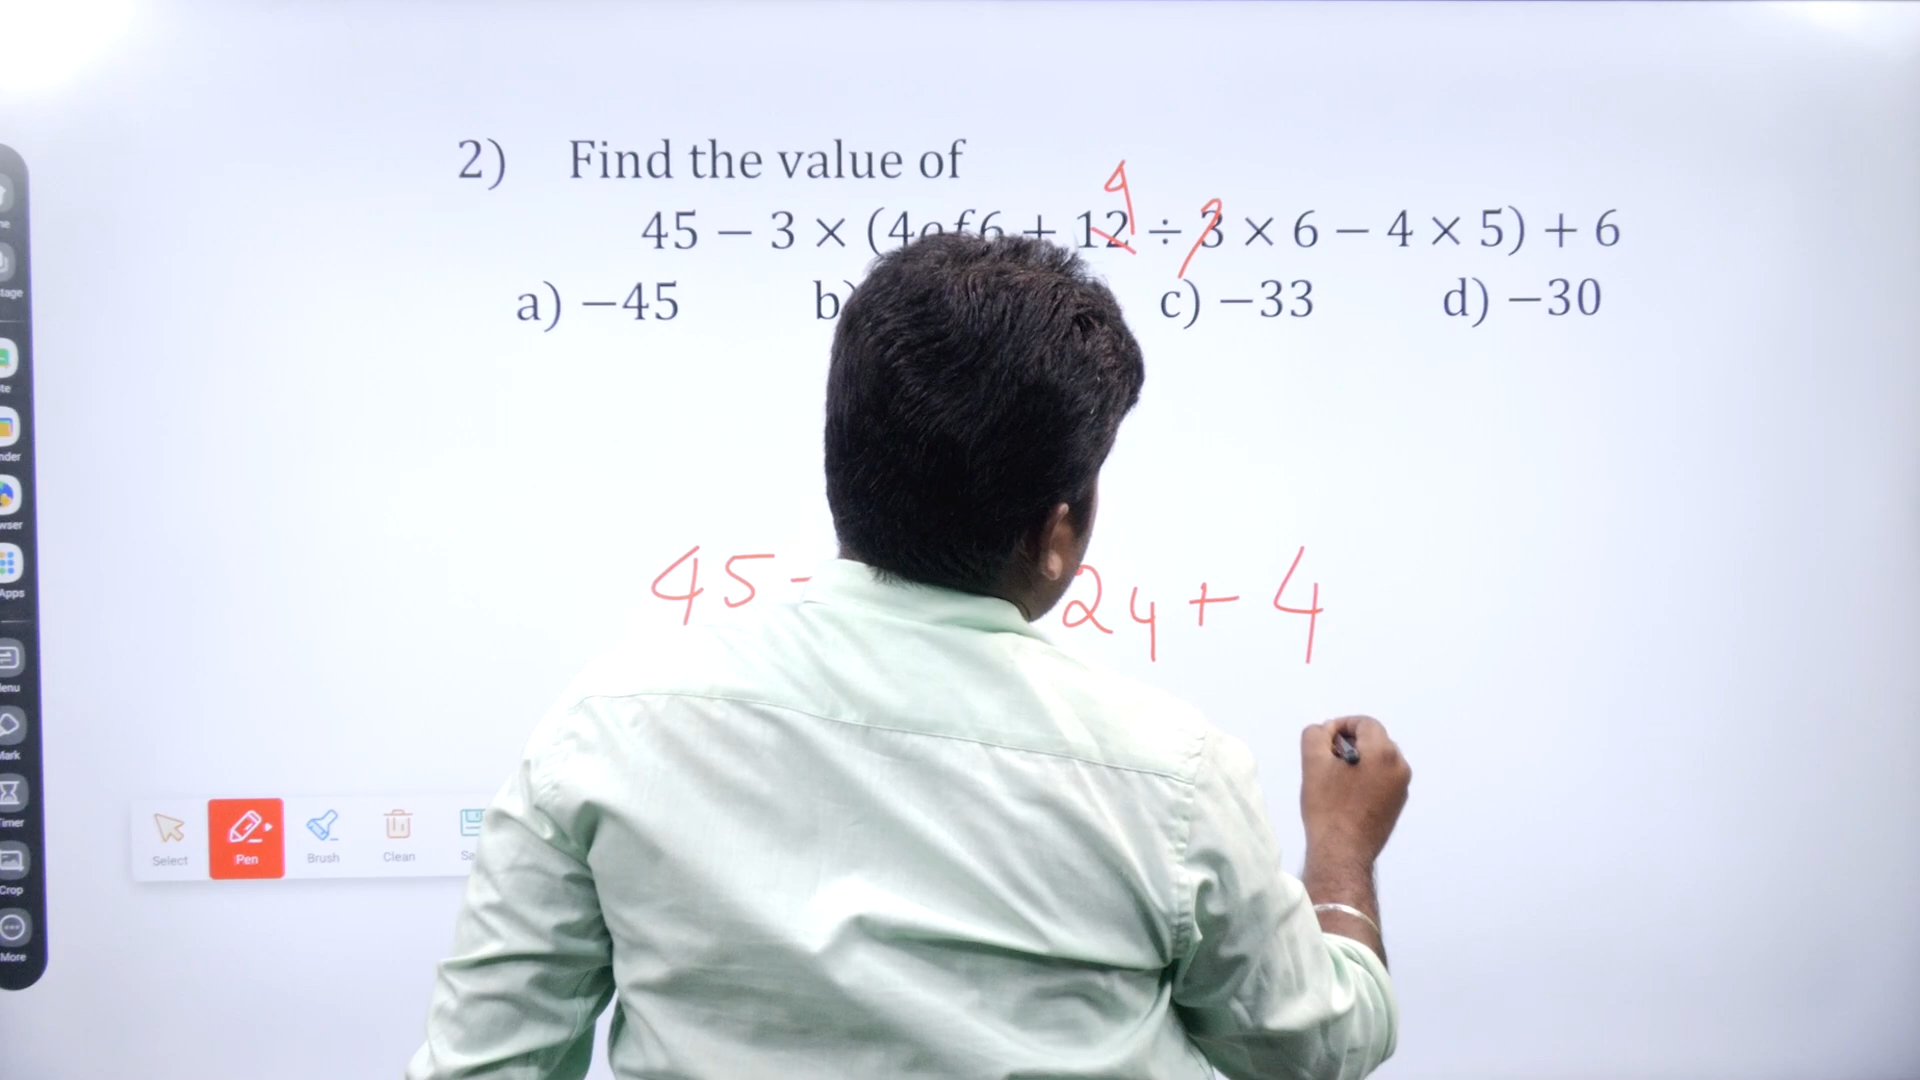 2) Find the value of
4
45 − 3 × (4of6 + 12 ÷ 3 × 6 − 4 × 5) + 6
a) −45 b) c) −33 d) −30
45 - 24 + 4
Select Pen Brush Clean
Apps
Crop
More